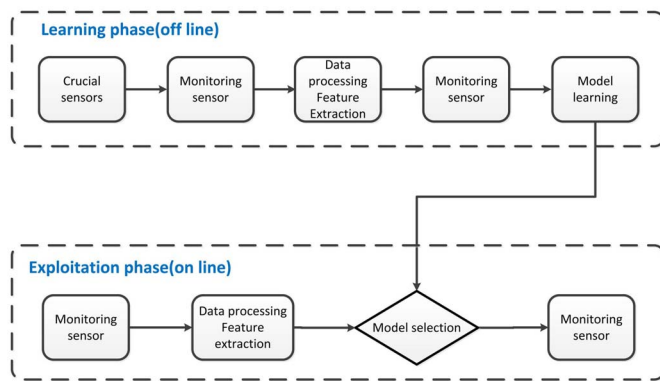 Learning phase(off line)
Crucial
sensors
Monitoring
sensor
Data
processing
Feature
Extraction
Monitoring
sensor
Model
learning
Exploitation phase(on line)
Monitoring
sensor
Data processing
Feature
extraction
Model selection
Monitoring
sensor